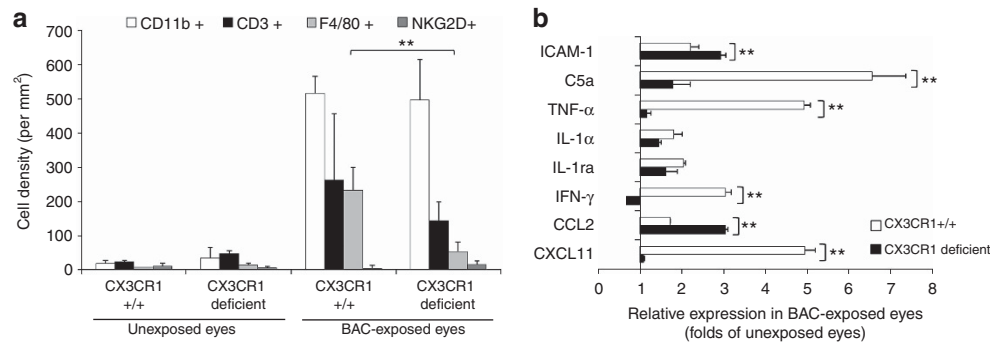 a
CD11b + CD3 + F4/80 + NKG2D+
Cell density (per mm²)
700
600
500
400
300
200
100
0
**
CX3CR1 +/+
CX3CR1 deficient
CX3CR1 +/+
CX3CR1 deficient
Unexposed eyes
BAC-exposed eyes
b
ICAM-1 **
C5a **
TNF-α **
IL-1α
IL-1ra
IFN-γ **
CCL2 **
CXCL11 **
CX3CR1+/+
CX3CR1 deficient
0 1 2 3 4 5 6 7 8
Relative expression in BAC-exposed eyes
(folds of unexposed eyes)